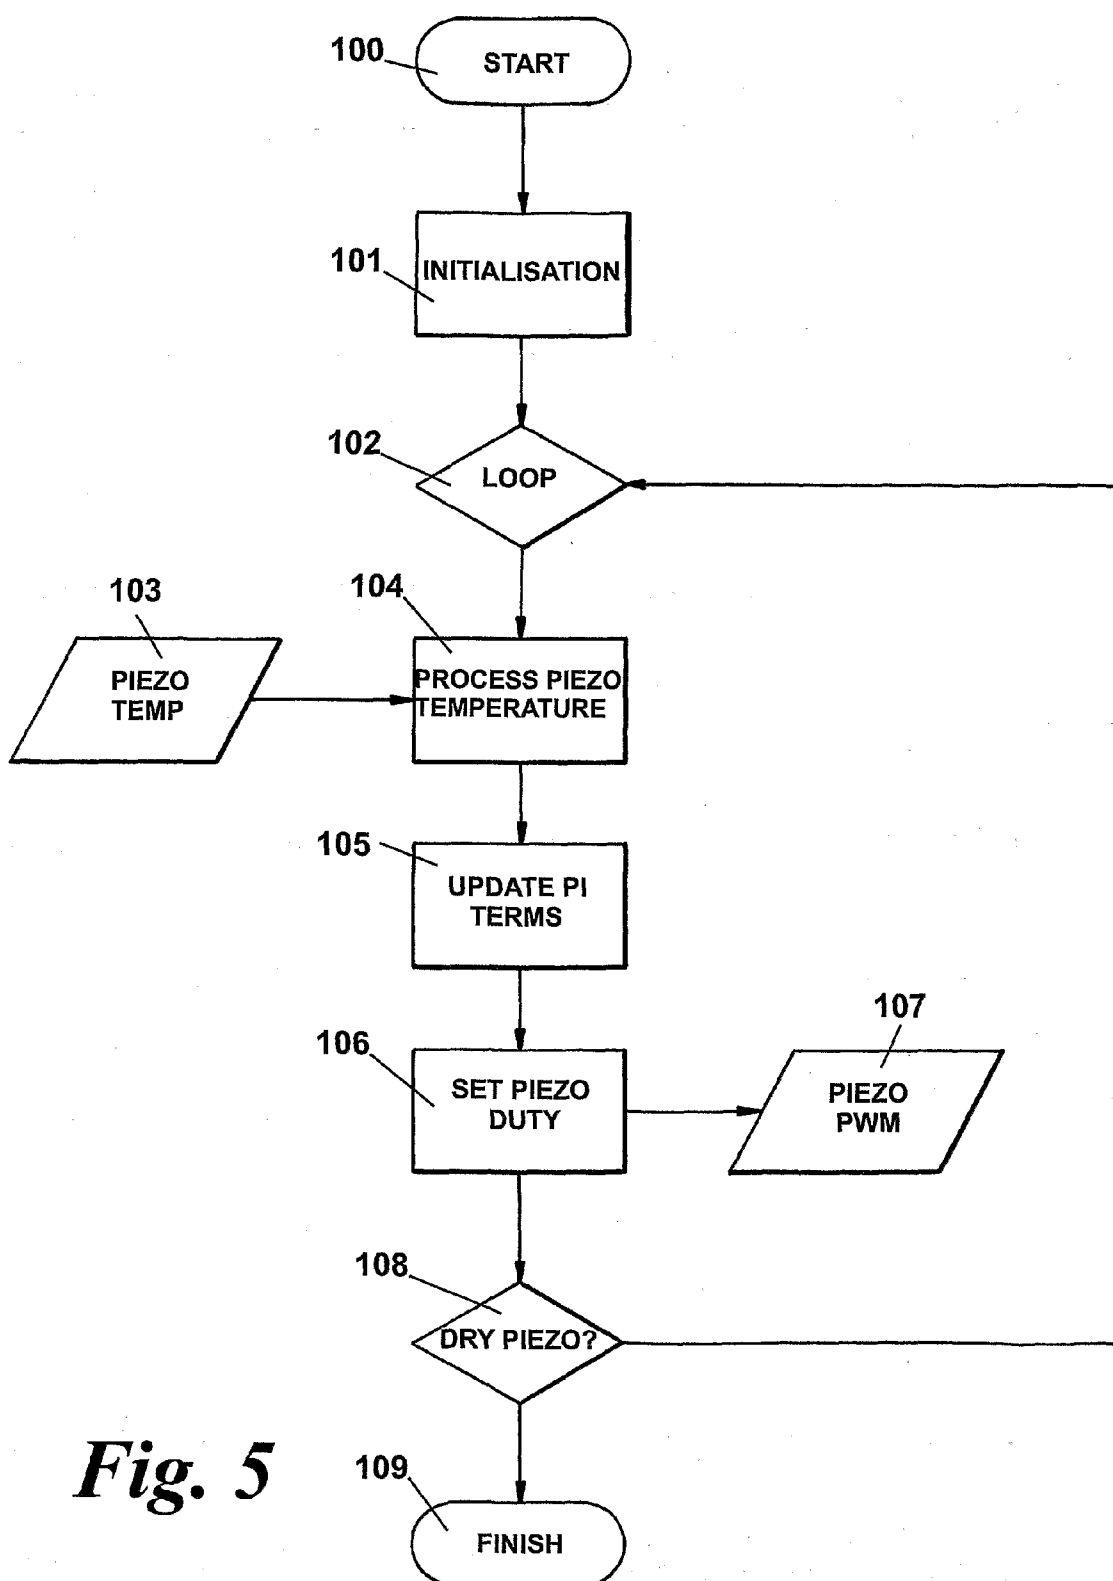 100
START
101
INITIALISATION
102
LOOP
103
PIEZO
TEMP
104
PROCESS PIEZO
TEMPERATURE
105
UPDATE PI
TERMS
106
SET PIEZO
DUTY
107
PIEZO
PWM
108
DRY PIEZO?
109
FINISH
Fig. 5